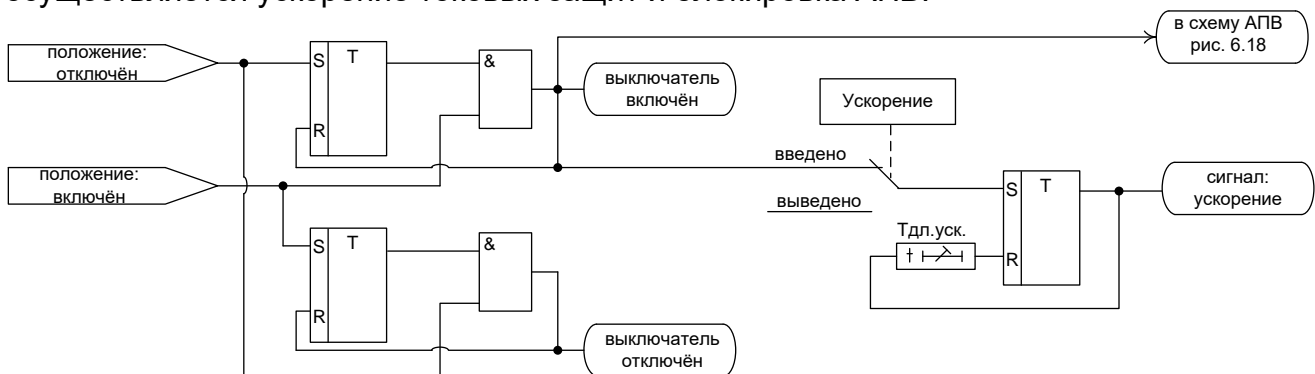 осуществляется ускорение токовых защит и блокировка АПВ.
положение:
отключён
S
T
R
&
выключатель
включён
в схему АПВ
рис. 6.18
Ускорение
введено
выведено
положение:
включён
S
T
R
&
выключатель
отключён
Тдл.уск.
S
T
R
сигнал:
ускорение